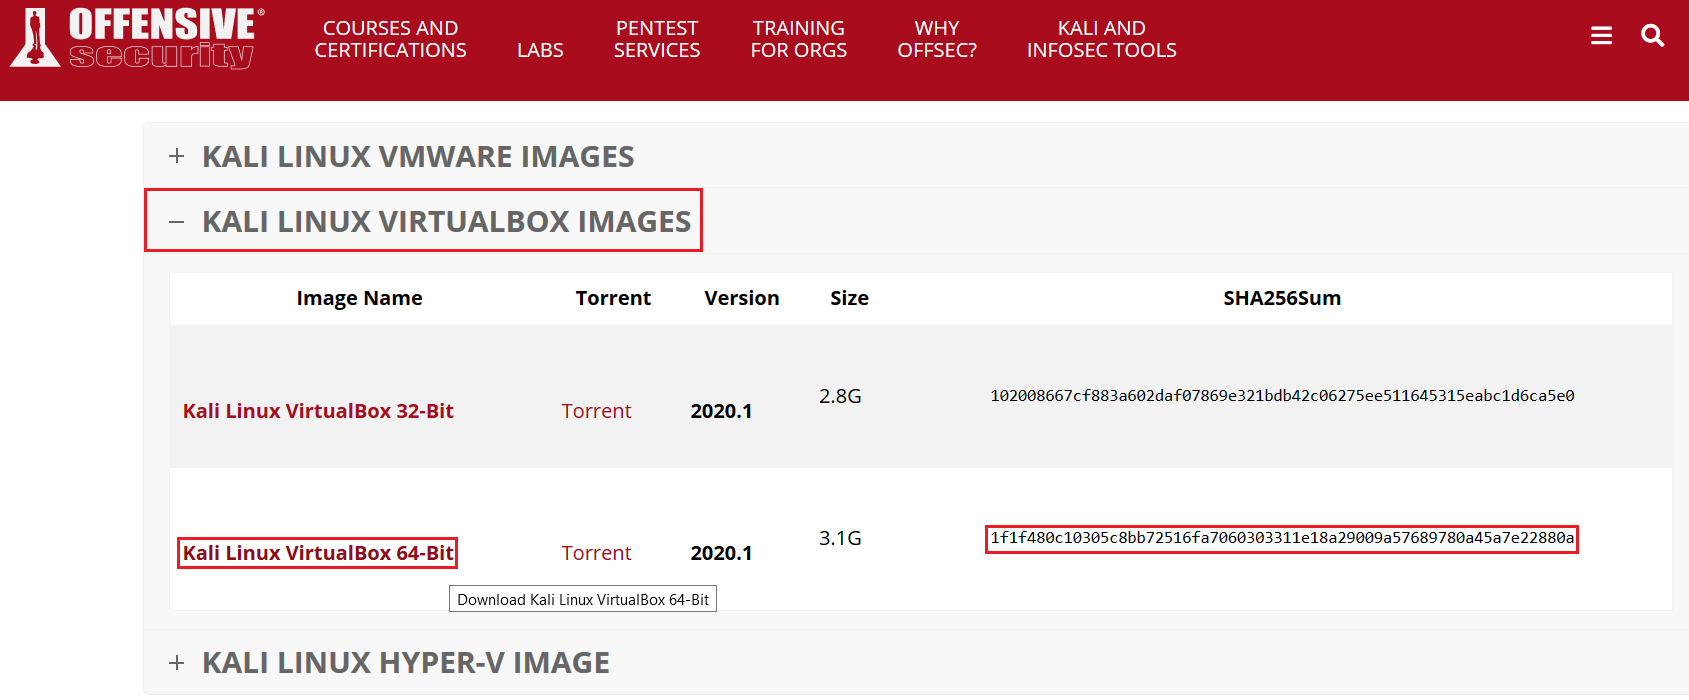 OFFENSIVE®
security
COURSES AND
CERTIFICATIONS
LABS
PENTEST
SERVICES
TRAINING
FOR ORGS
WHY
OFFSEC?
KALI AND
INFOSEC TOOLS
+ KALI LINUX VMWARE IMAGES
− KALI LINUX VIRTUALBOX IMAGES
Image Name Torrent Version Size SHA256Sum
Kali Linux VirtualBox 32-Bit Torrent 2020.1 2.8G 102008667cf883a602daf07869e321bdb42c06275ee511645315eabc1d6ca5e0
Kali Linux VirtualBox 64-Bit Torrent 2020.1 3.1G 1f1f480c10305c8bb72516fa7060303311e18a29009a57689780a45a7e22880a
Download Kali Linux VirtualBox 64-Bit
+ KALI LINUX HYPER-V IMAGE